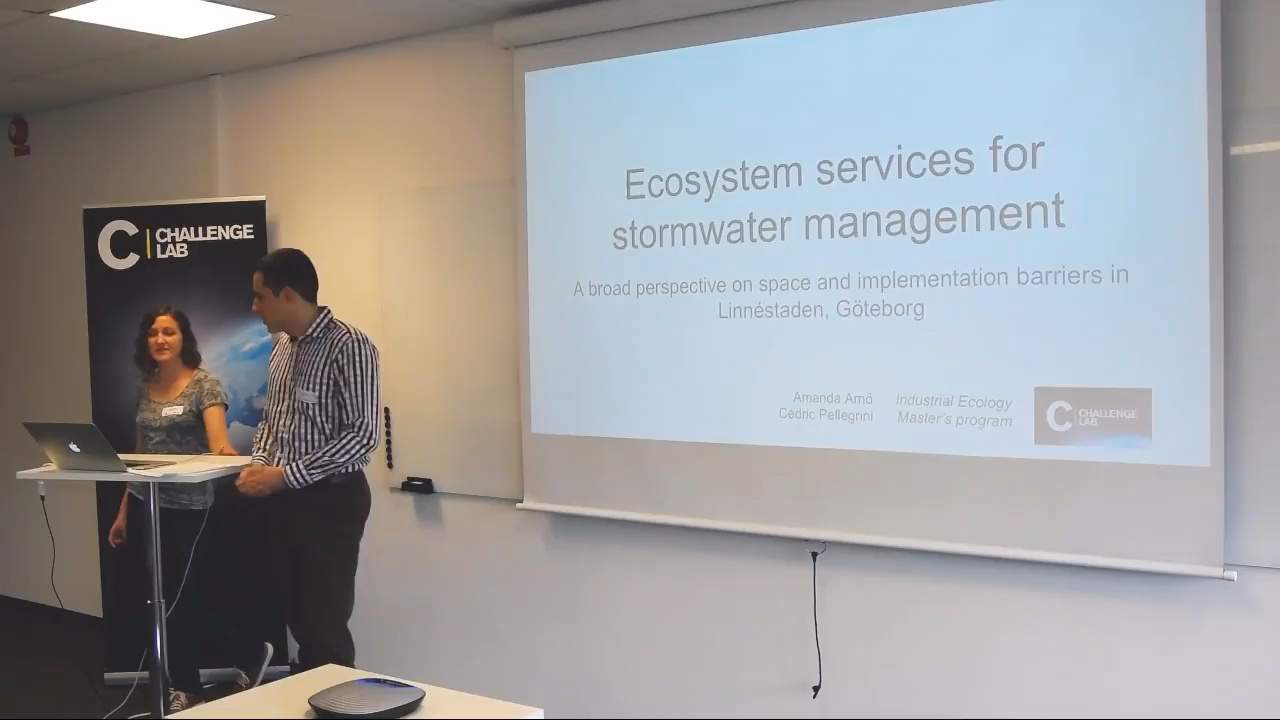 C CHALLENGE
LAB
Ecosystem services for
stormwater management
A broad perspective on space and implementation barriers in
Linnéstaden, Göteborg
Amanda Arnö
Cédric Pellegrini
Industrial Ecology
Master's program
C CHALLENGE
LAB